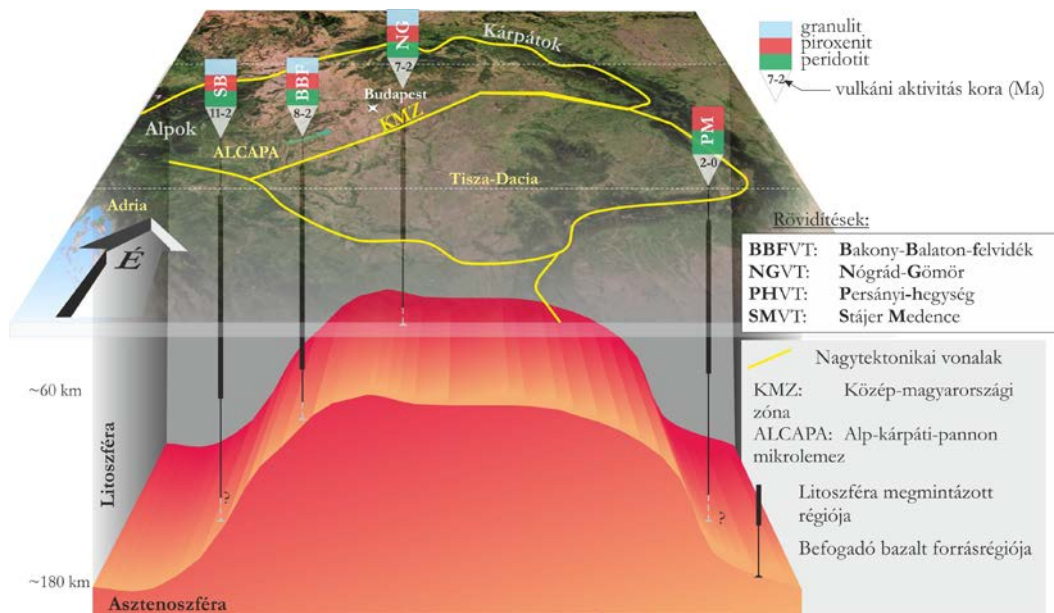 granulit
piroxenit
peridotit
7-2
vulkáni aktivitás kora (Ma)
NG
7-2
Kárpátok
SB
11-2
BBF
8-2
Budapest
KMZ
Alpok
ALCAPA
PM
2-0
Tisza-Dacia
Adria
É
Rövidítések:
BBFVT: Bakony-Balaton-felvidék
NGVT: Nógrád-Gömör
PHVT: Persányi-hegység
SMVT: Stájer Medence
Nagytektonikai vonalak
KMZ: Közép-magyarországi
zóna
ALCAPA: Alp-kárpáti-pannon
mikrolemez
Litoszféra megmintázott
régiója
Befogadó bazalt forrásrégiója
~60 km
Litoszféra
?
?
~180 km
Asztenoszféra